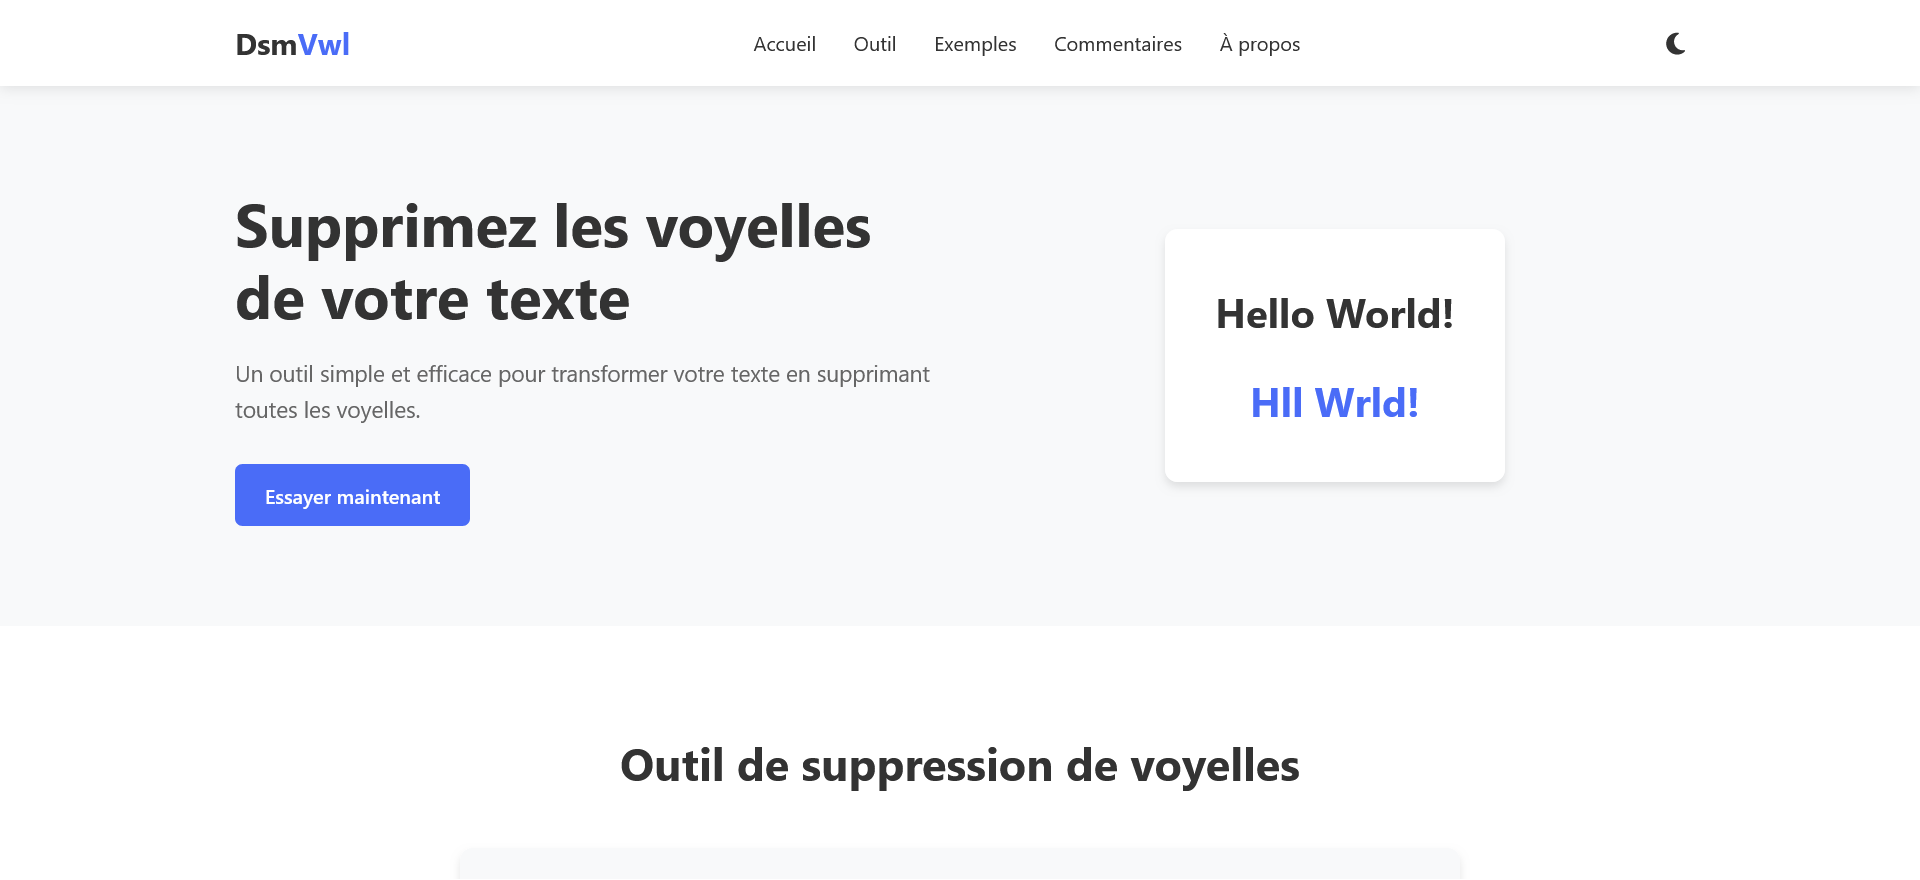 DsmVwl
Accueil
Outil
Exemples
Commentaires
À propos
Supprimez les voyelles
de votre texte
Un outil simple et efficace pour transformer votre texte en supprimant
toutes les voyelles.
Essayer maintenant
Hello World!
Hll Wrld!
Outil de suppression de voyelles